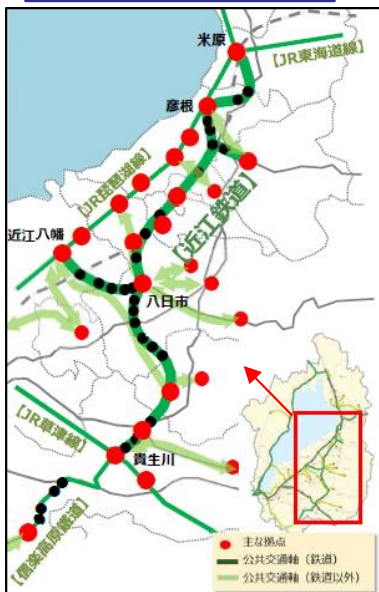 米原
【JR東海道線】
彦根
【JR琵琶湖線】
【近江鉄道】
近江八幡
八日市
【JR草津線】
貴生川
【信楽高原鐵道】
主な拠点
公共交通軸(鉄道)
公共交通軸(鉄道以外)